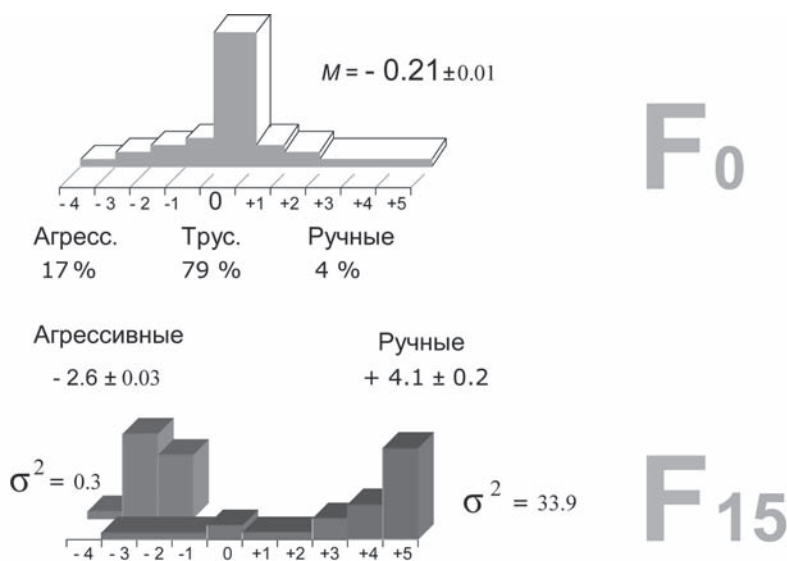 M = - 0.21±0.01
F0
- 4 - 3 - 2 -1 0 +1 +2 +3 +4 +5
Агресс. Трус. Ручные
17% 79 % 4 %
Агрессивные Ручные
- 2.6 ± 0.03 + 4.1 ± 0.2
σ² = 0.3 σ² = 33.9
F15
- 4 - 3 - 2 -1 0 +1 +2 +3 +4 +5